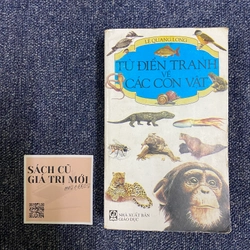 LÊ QUANG LONG
TỪ ĐIỂN TRANH
VỀ
CÁC CON VẬT
NHÀ XUẤT BẢN
GIÁO DỤC
SÁCH CŨ
GIÁ TRỊ MỚI